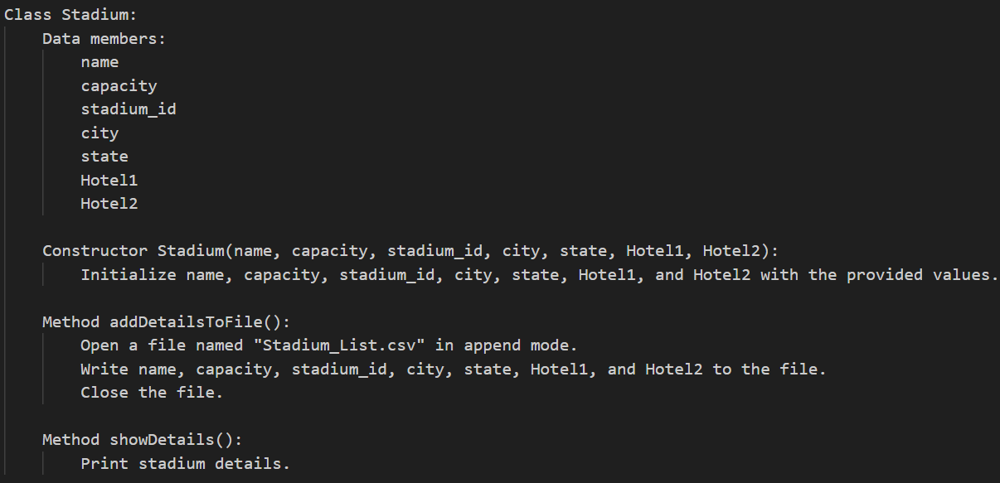 Class Stadium:
Data members:
name
capacity
stadium_id
city
state
Hotel1
Hotel2
Constructor Stadium(name, capacity, stadium_id, city, state, Hotel1, Hotel2):
Initialize name, capacity, stadium_id, city, state, Hotel1, and Hotel2 with the provided values.
Method addDetailsToFile():
Open a file named "Stadium_List.csv" in append mode.
Write name, capacity, stadium_id, city, state, Hotel1, and Hotel2 to the file.
Close the file.
Method showDetails():
Print stadium details.